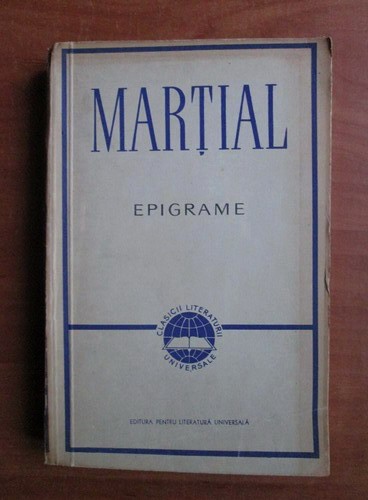 MARȚIAL
EPIGRAME
CLASICII LITERATURII
UNIVERSALE
EDITURA PENTRU LITERATURĂ UNIVERSALĂ